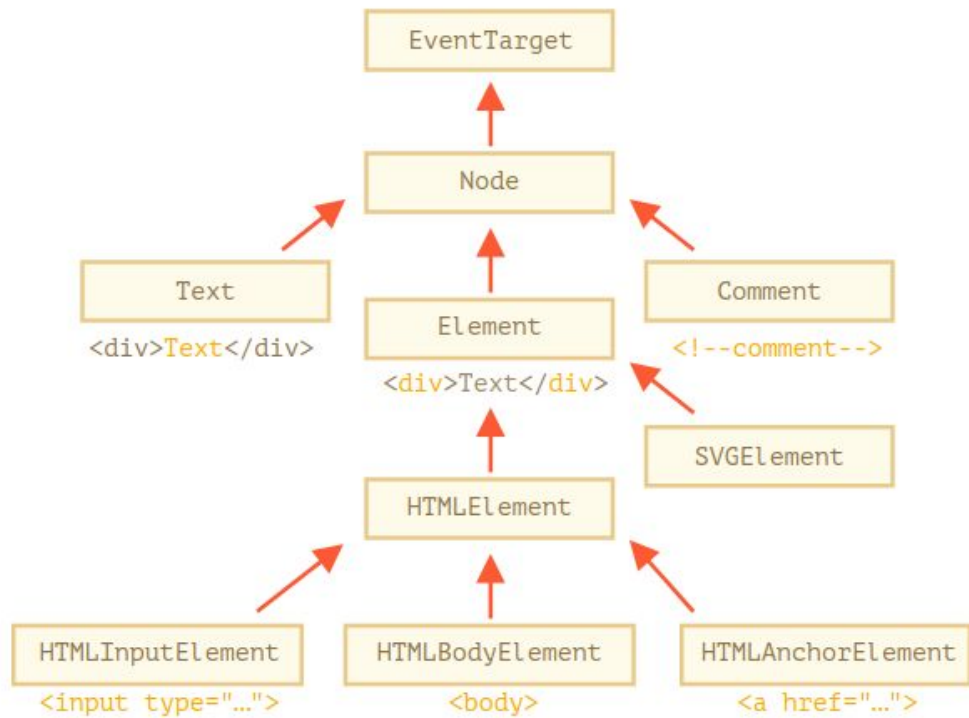 EventTarget
Node
Text
Element
Comment
<div>Text</div>
<div>Text</div>
<!--comment-->
SVGElement
HTMLElement
HTMLInputElement
HTMLBodyElement
HTMLAnchorElement
<input type="...">
<body>
<a href="...">